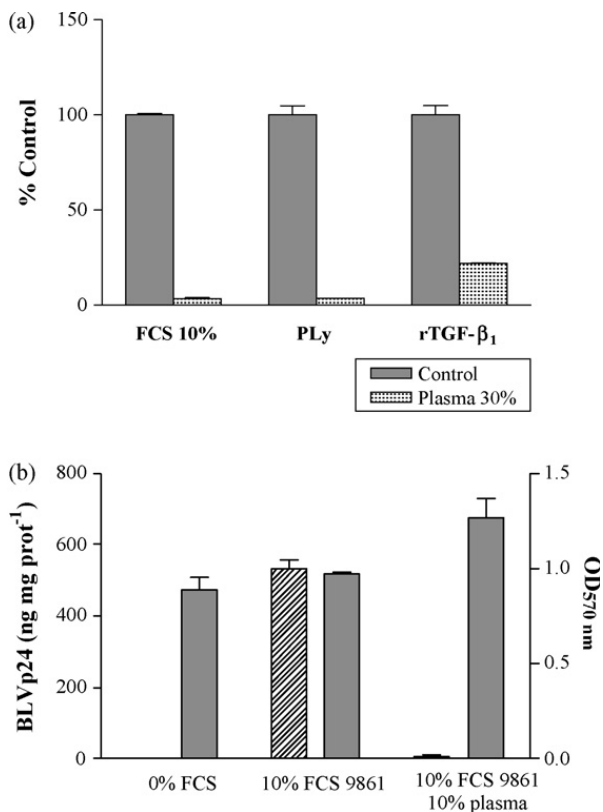 (a)
150
100
50
0
% Control
FCS 10% PLy rTGF-β₁
Control
Plasma 30%
(b)
800
600
400
200
0
BLVp24 (ng mg prot⁻¹)
1.5
1.0
0.5
0.0
OD₅₇₀ ₙₘ
0% FCS 10% FCS 9861 10% FCS 9861
10% plasma